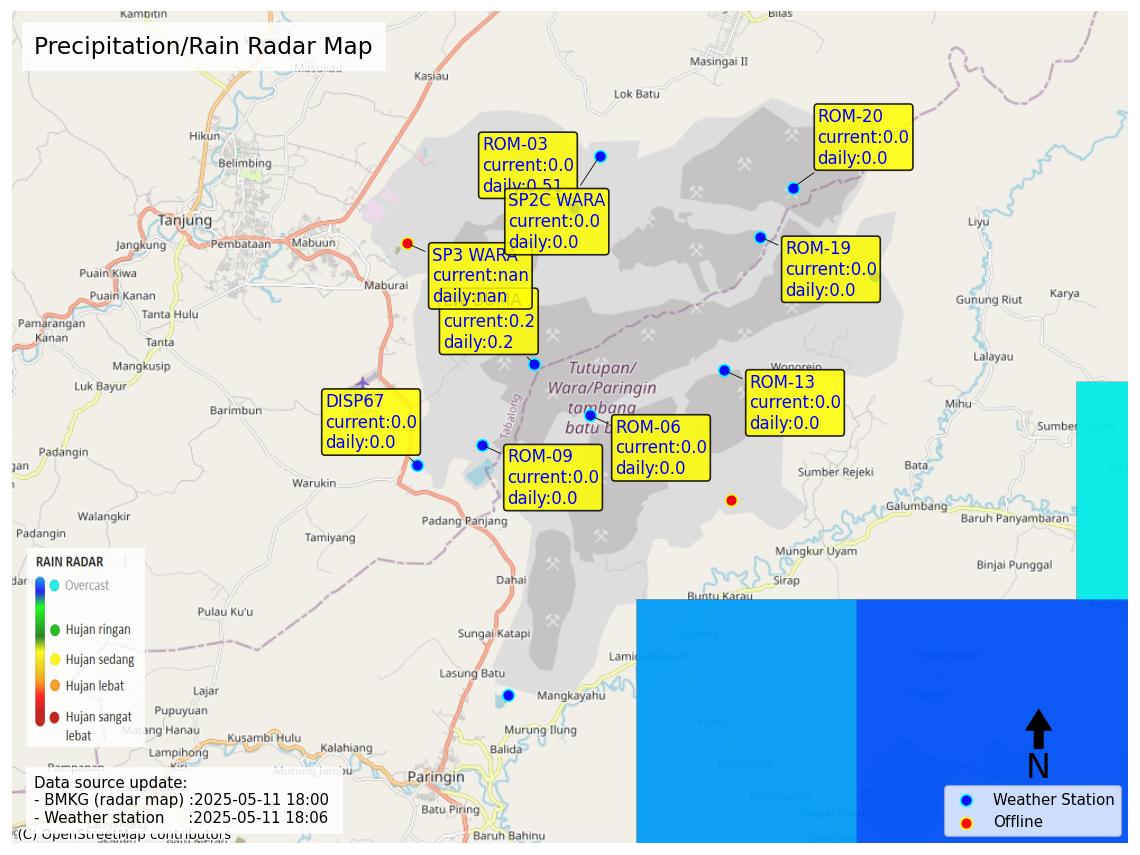 Kambitin
Bilas
Precipitation/Rain Radar Map
Masukau
Kasiau
Masingai II
Lok Batu
Hikun
Belimbing
ROM-20
current:0.0
daily:0.0
ROM-03
current:0.0
daily:0.51
SP2C WARA
current:0.0
daily:0.0
Tanjung
Jangkung
Pembataan
Mabuun
Liyu
ROM-19
current:0.0
daily:0.0
SP3 WARA
current:nan
daily:nan
current:0.2
daily:0.2
Puain Kiwa
Puain Kanan
Maburai
Tanta Hulu
Pamarangan
Kanan
Tanta
Gunung Riut
Karya
Lalayau
Mangkusip
Luk Bayur
Wonorejo
Tutupan/
Wara/Paringin
tambang
batu b
Tabalong
ROM-13
current:0.0
daily:0.0
DISP67
current:0.0
daily:0.0
Barimbun
Mihu
ROM-06
current:0.0
daily:0.0
Sumber Agung
Padangin
ROM-09
current:0.0
daily:0.0
Bata
Sumber Rejeki
Warukin
Galumbang
Baruh Panyambaran
Walangkir
Padang Panjang
Padangin
Tamiyang
Mungkur Uyam
Binjai Punggal
RAIN RADAR
Overcast
Hujan ringan
Hujan sedang
Hujan lebat
Hujan sangat
lebat
Dahai
Sirap
Buntu Karau
Pulau Ku'u
Sungai Katapi
Manas
Lamida Bawah
Lasung Batu
Lajar
Mangkayahu
Pupuyuan
Matang Hanau
Murung Ilung
Kusambi Hulu
Kalahiang
Lampihong
Balida
Murung Jambu
Paringin
Batu Piring
Baruh Bahinu
Data source update:
- BMKG (radar map) :2025-05-11 18:00
- Weather station :2025-05-11 18:06
(C) OpenStreetMap contributors
N
Weather Station
Offline